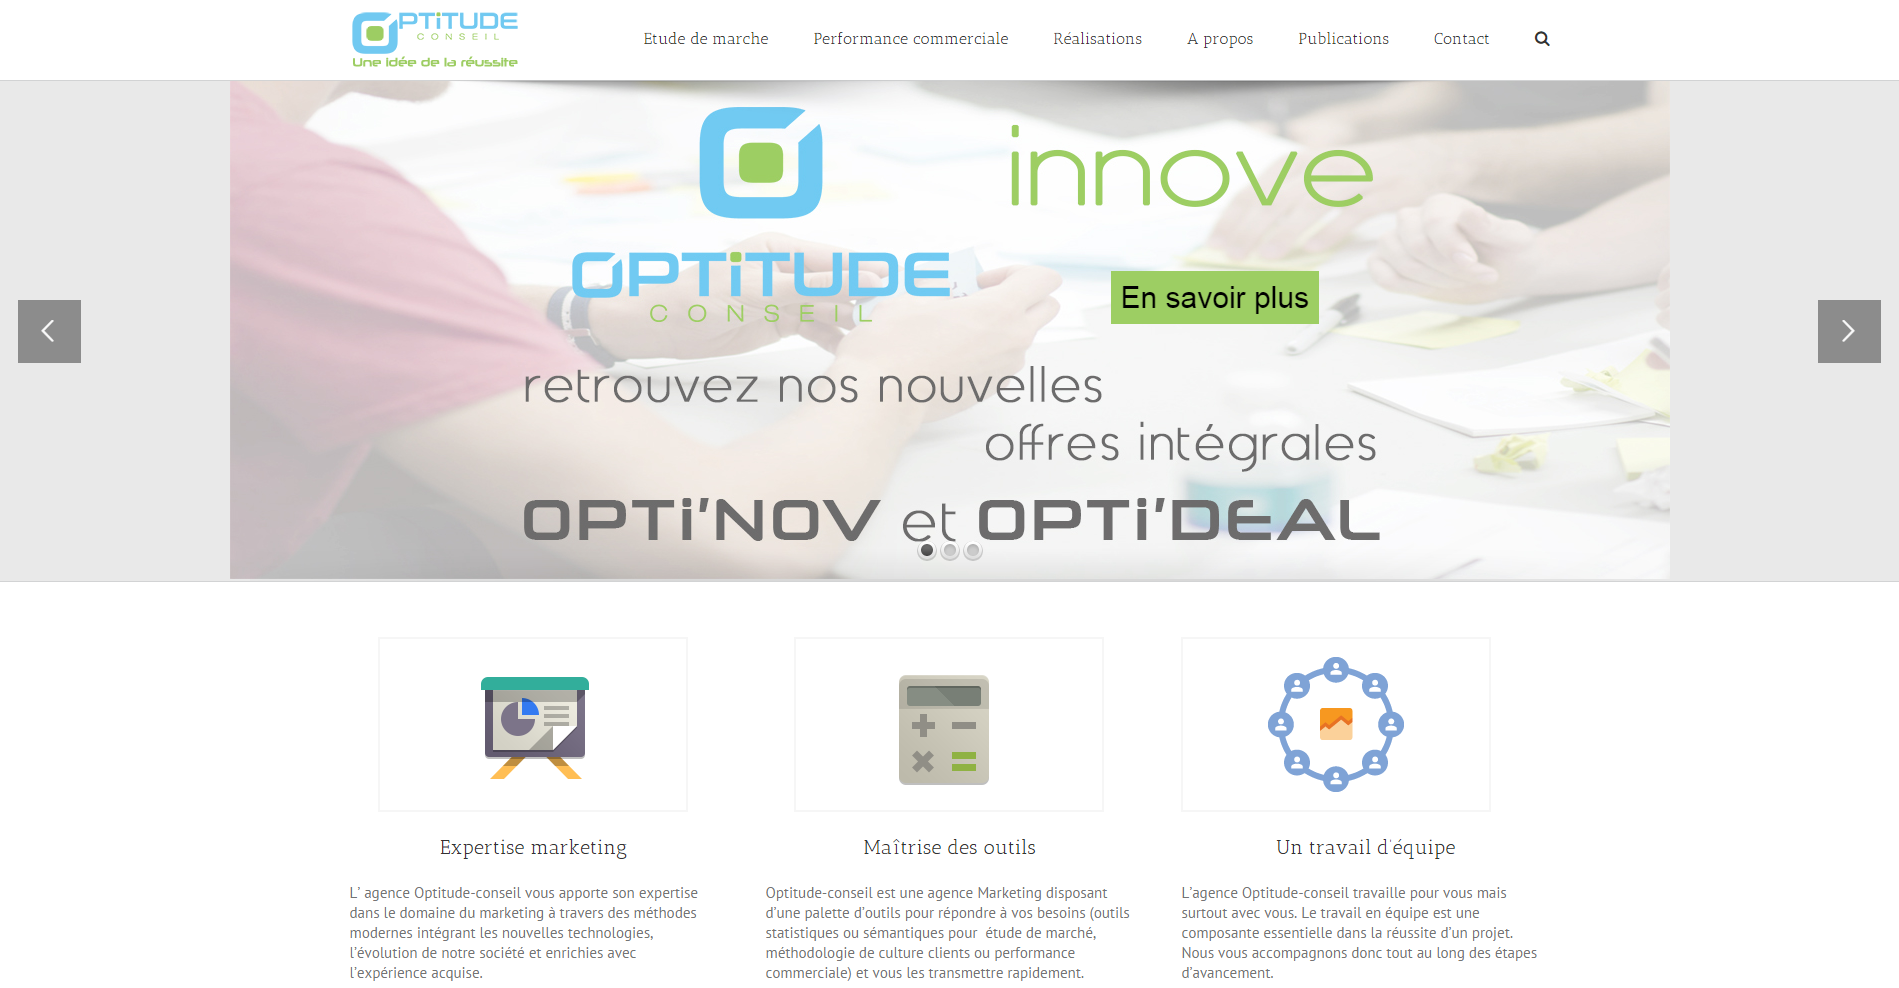 OPTiTUDE
CONSEIL
Une idée de la réussite
Etude de marche Performance commerciale Réalisations A propos Publications Contact
innove
OPTiTUDE
CONSEIL
En savoir plus
retrouvez nos nouvelles
offres intégrales
OPTi'NOV et OPTi'DEAL
Expertise marketing
L’ agence Optitude-conseil vous apporte son expertise
dans le domaine du marketing à travers des méthodes
modernes intégrant les nouvelles technologies,
l’évolution de notre société et enrichies avec
l’expérience acquise.
Maîtrise des outils
Optitude-conseil est une agence Marketing disposant
d’une palette d’outils pour répondre à vos besoins (outils
statistiques ou sémantiques pour  étude de marché,
méthodologie de culture clients ou performance
commerciale) et vous les transmettre rapidement.
Un travail d’équipe
L’agence Optitude-conseil travaille pour vous mais
surtout avec vous. Le travail en équipe est une
composante essentielle dans la réussite d’un projet.
Nous vous accompagnons donc tout au long des étapes
d’avancement.